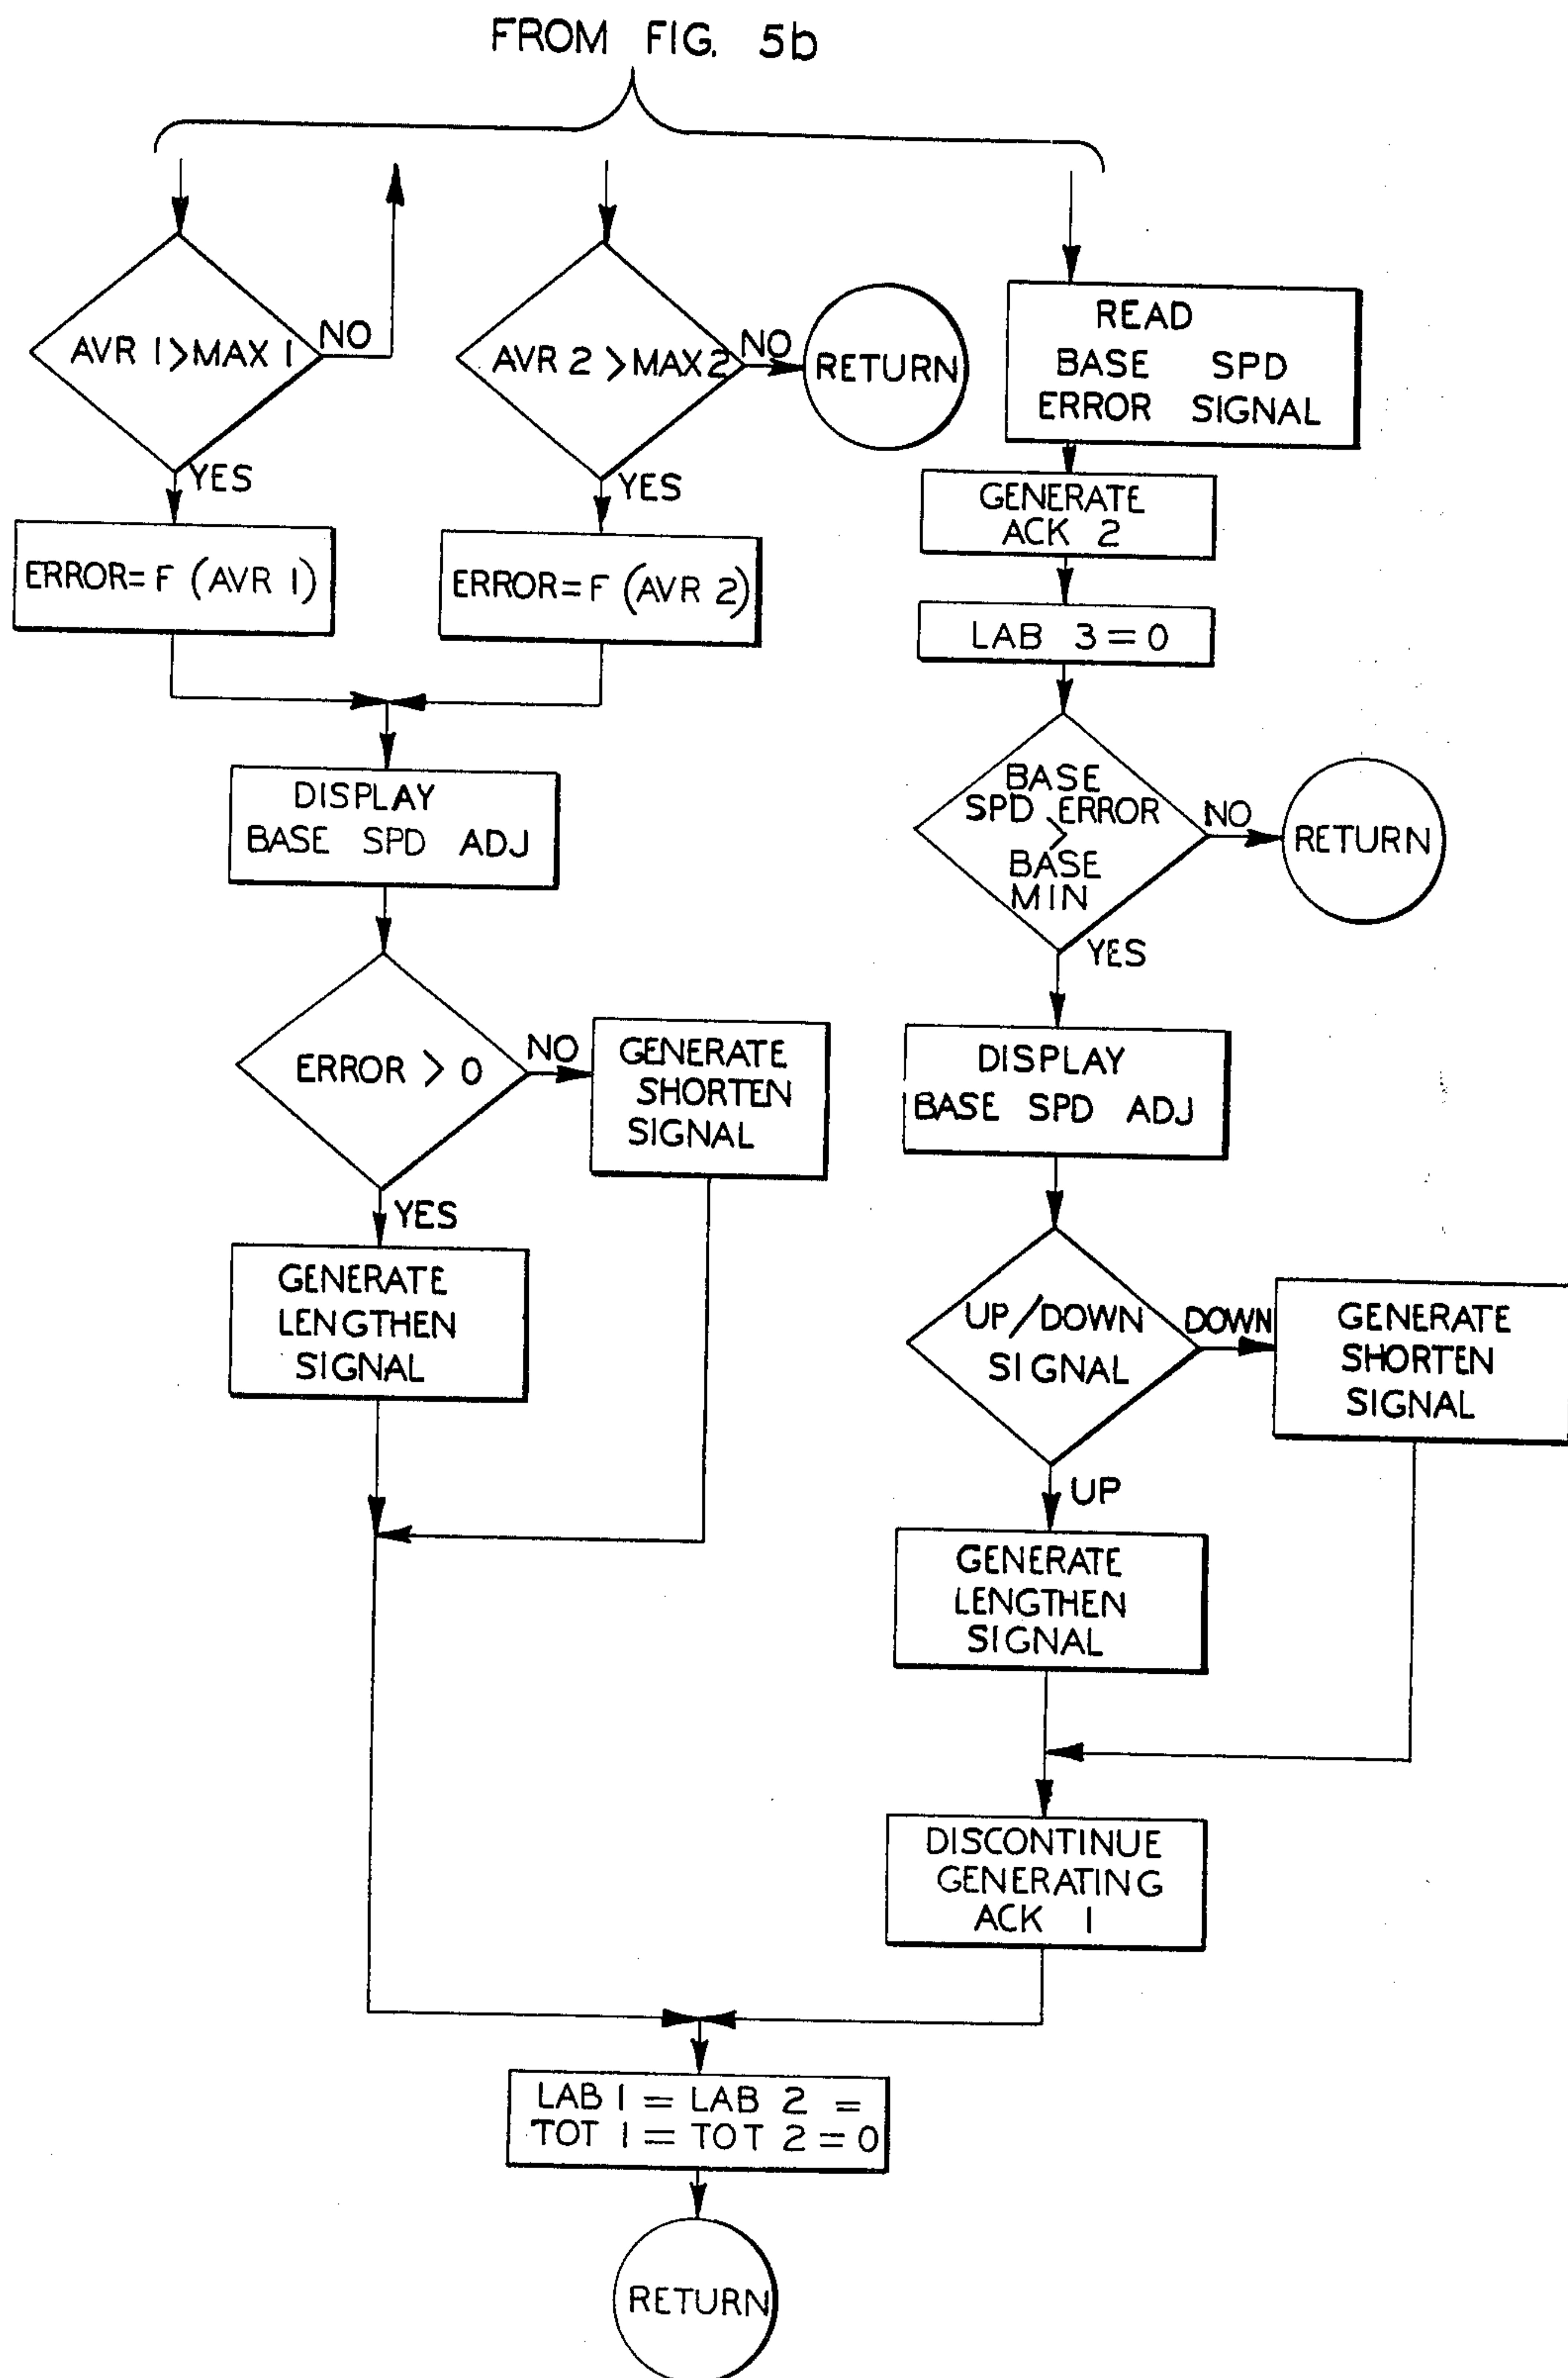 FROM FIG. 5b
AVR 1 > MAX 1
NO
YES
ERROR = F (AVR 1)
AVR 2 > MAX 2
NO
RETURN
YES
ERROR = F (AVR 2)
DISPLAY
BASE SPD ADJ
ERROR > 0
NO
GENERATE
SHORTEN
SIGNAL
YES
GENERATE
LENGTHEN
SIGNAL
READ
BASE SPD
ERROR SIGNAL
GENERATE
ACK 2
LAB 3 = 0
BASE
SPD ERROR
>
BASE
MIN
NO
RETURN
YES
DISPLAY
BASE SPD ADJ
UP/DOWN
SIGNAL
DOWN
GENERATE
SHORTEN
SIGNAL
UP
GENERATE
LENGTHEN
SIGNAL
DISCONTINUE
GENERATING
ACK 1
LAB 1 = LAB 2 =
TOT 1 = TOT 2 = 0
RETURN